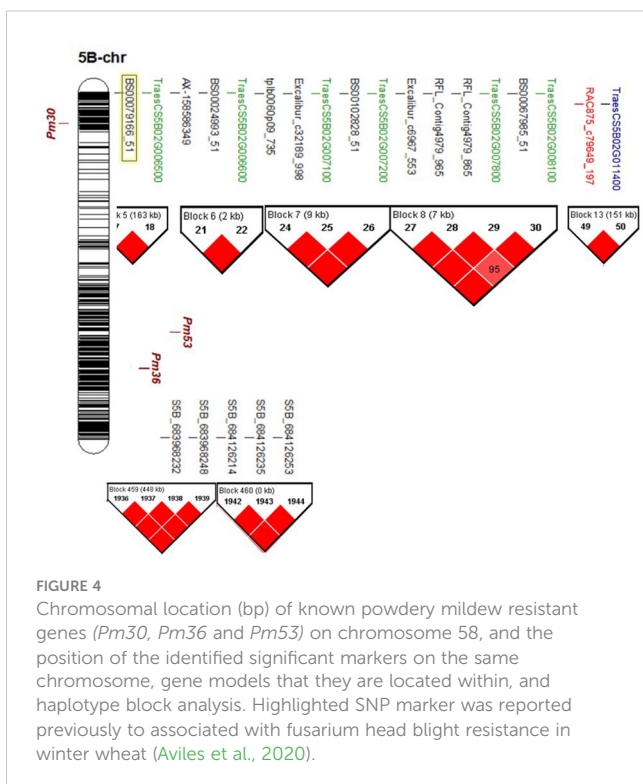 5B-chr
Pm30
BS00079166_51
TraesCS5B02G006500
AX-158586349
BS00024993_51
TraesCS5B02G006600
tplb0060p09_735
Excalibur_c32189_998
TraesCS5B02G007100
BS00102828_51
TraesCS5B02G007200
Excalibur_c6967_553
RFL_Contig4979_965
RFL_Contig4979_865
TraesCS5B02G007800
BS00067985_51
TraesCS5B02G008100
RAC875_c79649_197
TraesCS5B02G011400
k 5 (163 kb)
18
Block 6 (2 kb)
21 22
Block 7 (9 kb)
24 25 26
Block 8 (7 kb)
27 28 29 30
95
Block 13 (151 kb)
49 50
Pm53
Pm36
S5B_683968232
S5B_683968248
S5B_684126214
S5B_684126235
S5B_684126253
Block 459 (448 kb)
1936 1937 1938 1939
Block 460 (0 kb)
1942 1943 1944
FIGURE 4
Chromosomal location (bp) of known powdery mildew resistant
genes (Pm30, Pm36 and Pm53) on chromosome 58, and the
position of the identified significant markers on the same
chromosome, gene models that they are located within, and
haplotype block analysis. Highlighted SNP marker was reported
previously to associated with fusarium head blight resistance in
winter wheat (Aviles et al., 2020).